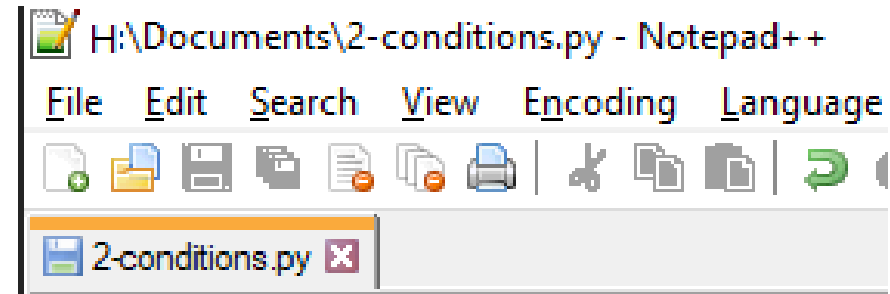 H:\Documents\2-conditions.py - Notepad++
File Edit Search View Encoding Language
2-conditions.py